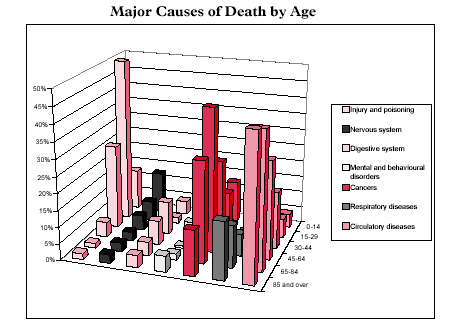 Major Causes of Death by Age
50%
45%
40%
35%
30%
25%
20%
15%
10%
5%
0%
0-14
15-29
30-44
45-64
65-84
85 and over
Injury and poisoning
Nervous system
Digestive system
Mental and behavioural
disorders
Cancers
Respiratory diseases
Circulatory diseases